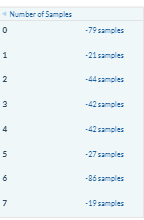 Number of Samples
0 -79 samples
1 -21 samples
2 -44 samples
3 -42 samples
4 -42 samples
5 -27 samples
6 -86 samples
7 -19 samples